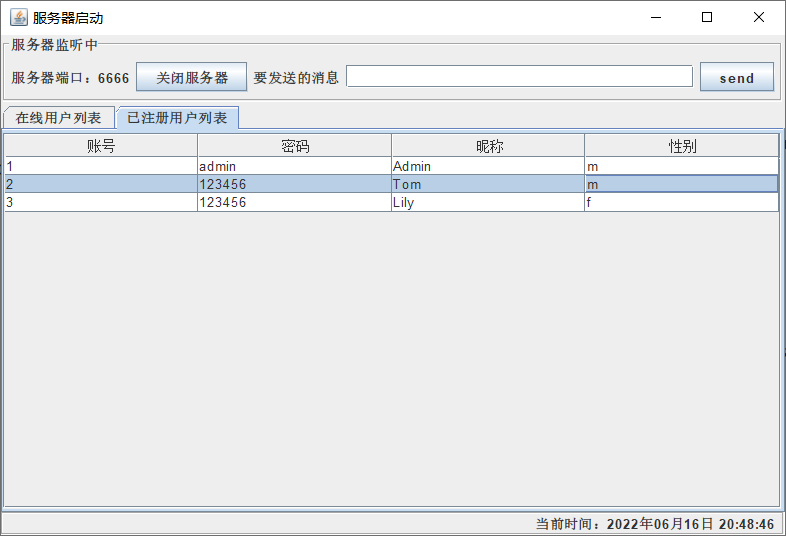 服务器启动
服务器监听中
服务器端口：6666 关闭服务器 要发送的消息 send
在线用户列表 已注册用户列表
账号 密码 昵称 性别
1 admin Admin m
2 123456 Tom m
3 123456 Lily f
当前时间：2022年06月16日 20:48:46